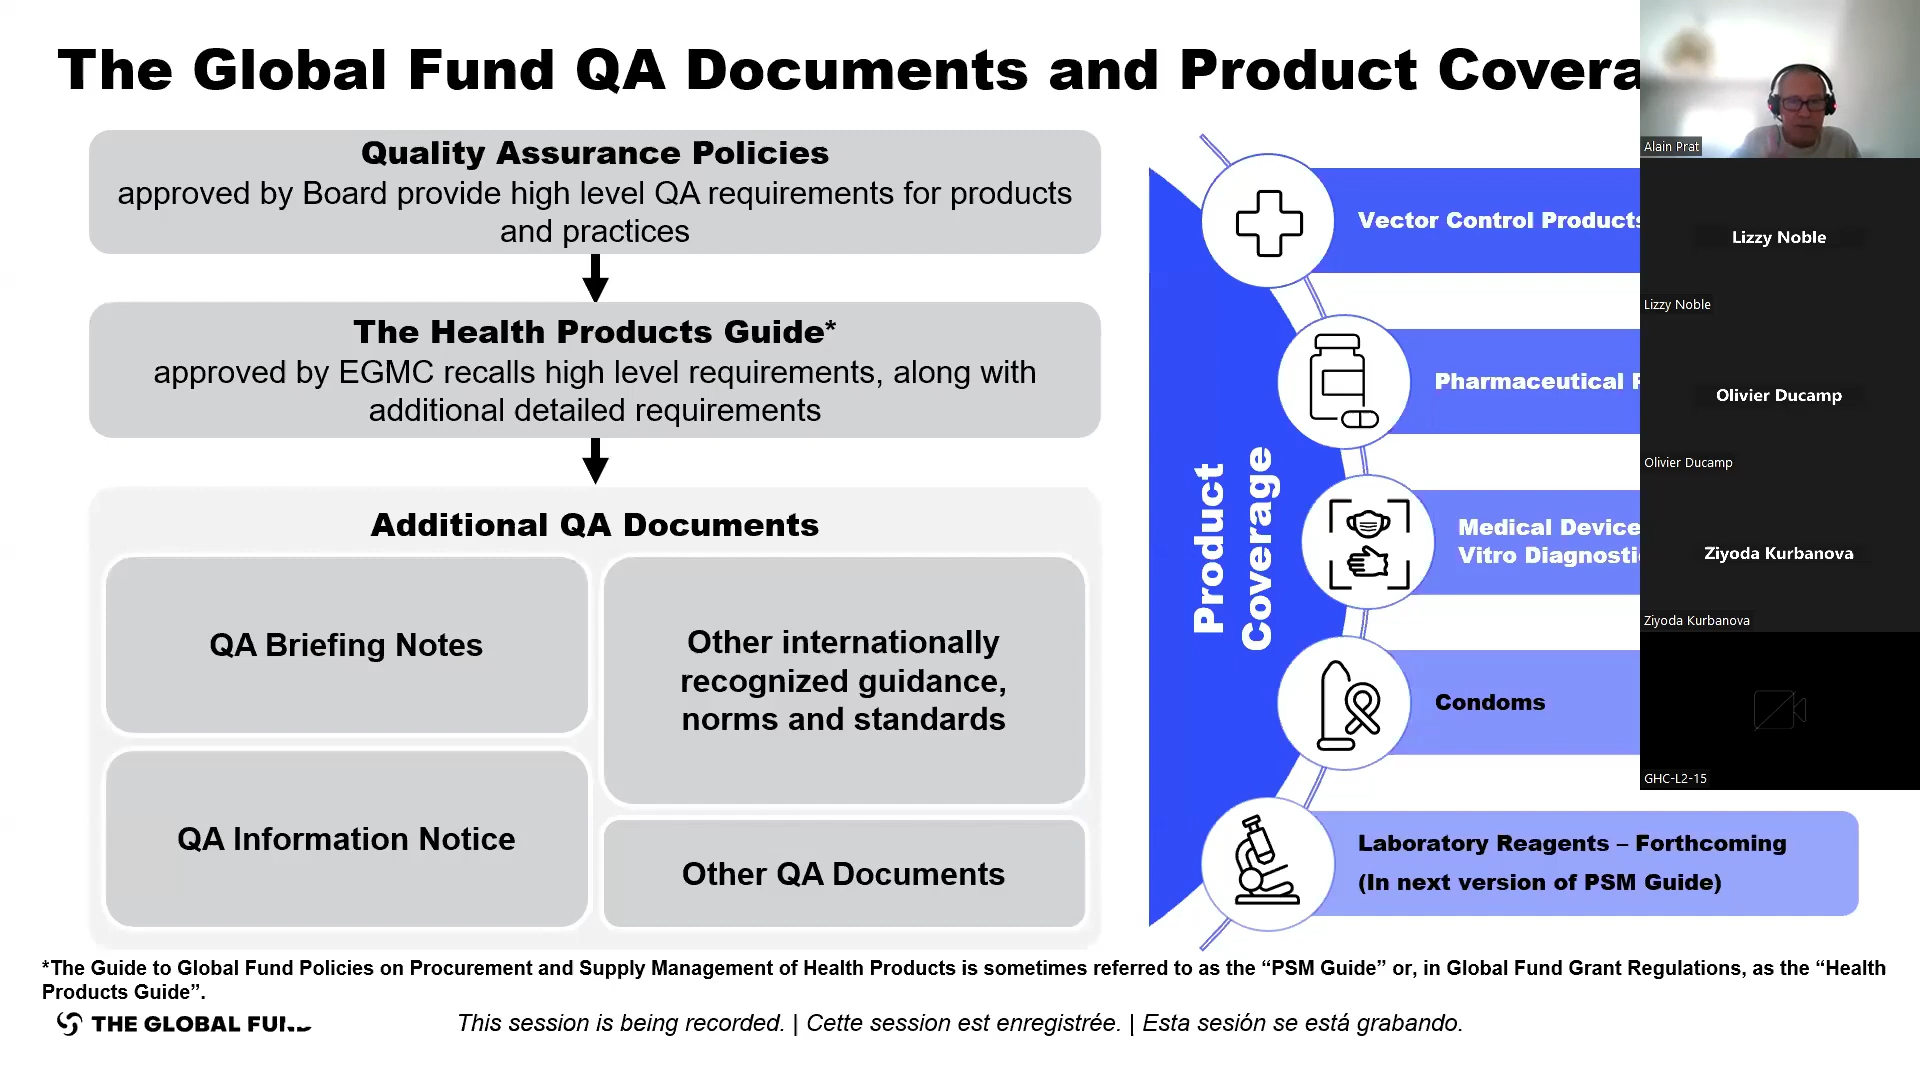 The Global Fund QA Documents and Product Covera
Quality Assurance Policies
approved by Board provide high level QA requirements for products
and practices
The Health Products Guide*
approved by EGMC recalls high level requirements, along with
additional detailed requirements
Additional QA Documents
QA Briefing Notes
Other internationally
recognized guidance,
norms and standards
QA Information Notice
Other QA Documents
Product
Coverage
Vector Control Products
Pharmaceutical
Medical Device
Vitro Diagnosti
Condoms
Laboratory Reagents – Forthcoming
(In next version of PSM Guide)
Alain Prat
Lizzy Noble
Lizzy Noble
Olivier Ducamp
Olivier Ducamp
Ziyoda Kurbanova
Ziyoda Kurbanova
GHC-L2-15
*The Guide to Global Fund Policies on Procurement and Supply Management of Health Products is sometimes referred to as the “PSM Guide” or, in Global Fund Grant Regulations, as the “Health
Products Guide”.
THE GLOBAL FUND
This session is being recorded. | Cette session est enregistrée. | Esta sesión se está grabando.